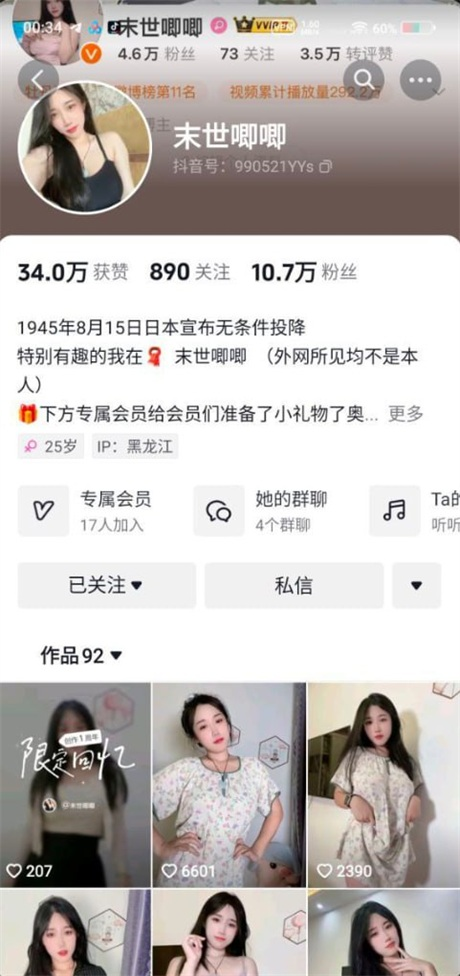 00:34
末世唧唧
VVIP
60%
4.6万 粉丝 73 关注 3.5万 转评赞
博榜第11名
视频累计播放量292.2万
末世唧唧
抖音号：990521YYs
34.0万 获赞 890 关注 10.7万 粉丝
1945年8月15日日本宣布无条件投降
特别有趣的我在 末世唧唧 （外网所见均不是本
人）
下方专属会员给会员们准备了小礼物了奥... 更多
25岁 IP：黑龙江
专属会员 她的群聊 Ta的
17人加入 4个群聊 听听
已关注 私信
作品 92
创作1周年
限定回忆
@末世唧唧
207 6601 2390